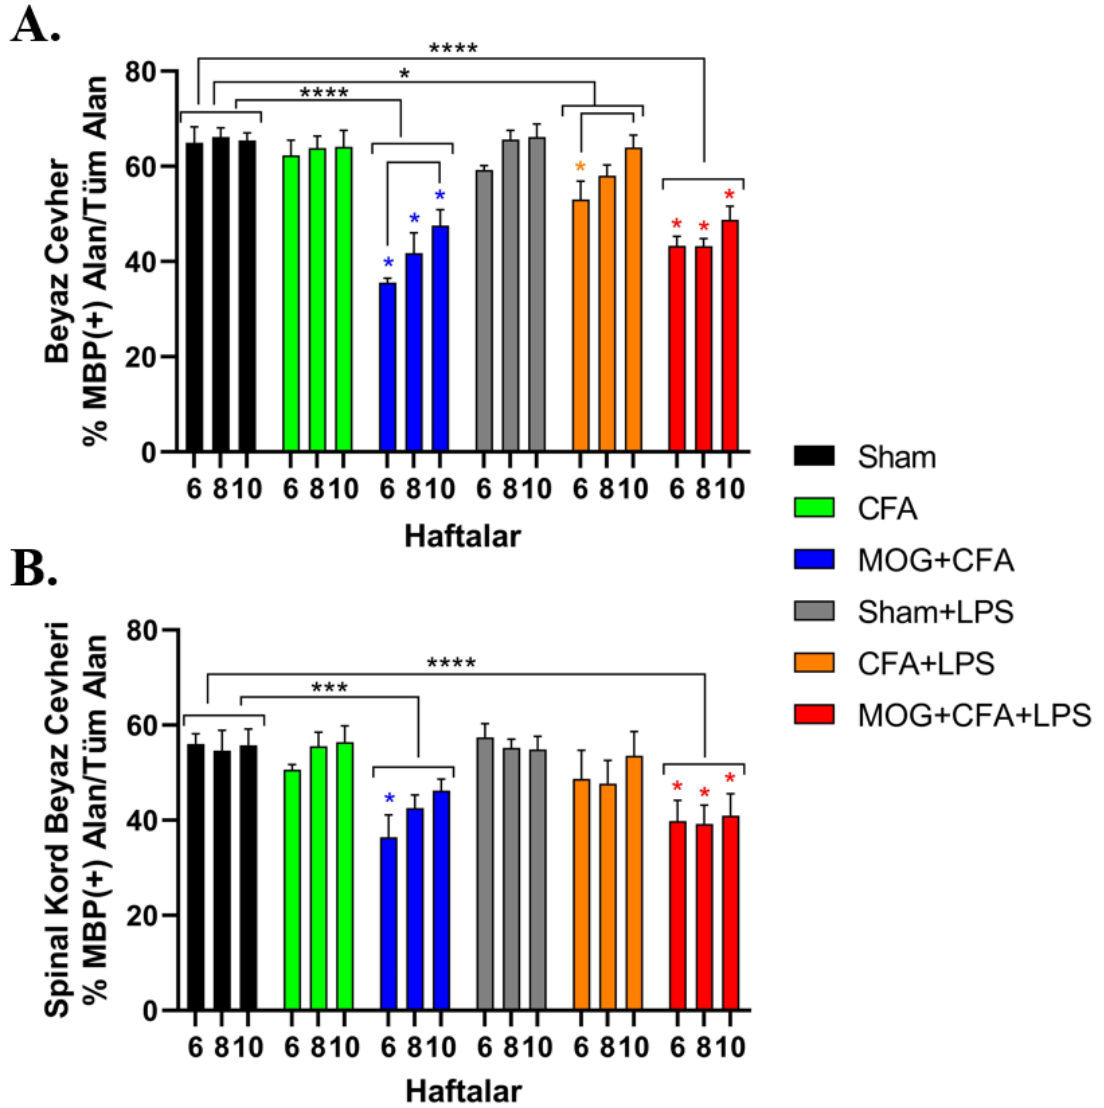 A.
Beyaz Cevher
% MBP(+) Alan/Tüm Alan
80
60
40
20
0
****
*
****
* * *
*
* * *
6 8 10 6 8 10 6 8 10 6 8 10 6 8 10 6 8 10
Haftalar
Sham
CFA
MOG+CFA
Sham+LPS
CFA+LPS
MOG+CFA+LPS
B.
Spinal Kord Beyaz Cevheri
% MBP(+) Alan/Tüm Alan
80
60
40
20
0
****
***
*
* * *
6 8 10 6 8 10 6 8 10 6 8 10 6 8 10 6 8 10
Haftalar